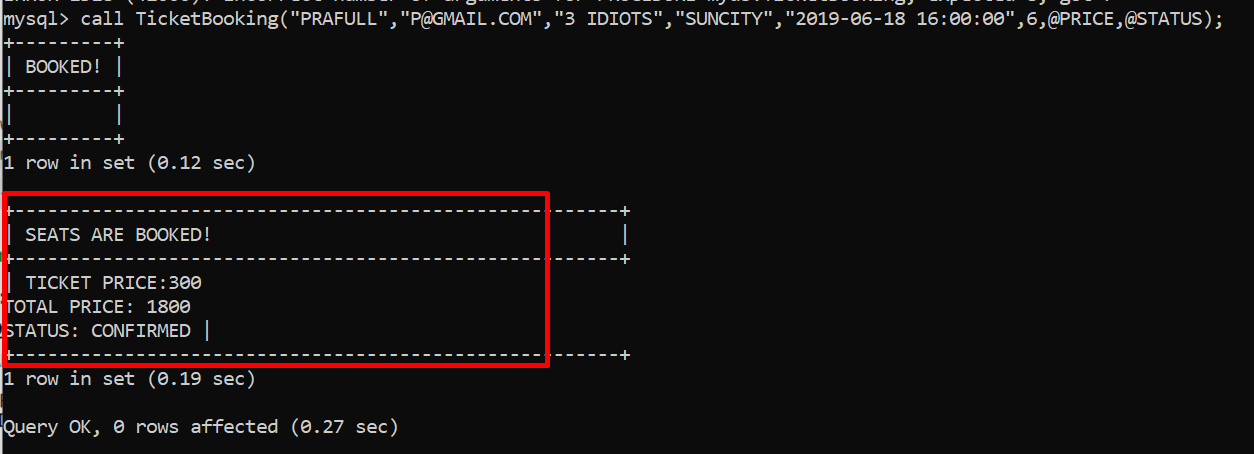 mysql> call TicketBooking("PRAFULL","P@GMAIL.COM","3 IDIOTS","SUNCITY","2019-06-18 16:00:00",6,@PRICE,@STATUS);
+---------+
| BOOKED! |
+---------+
|         |
+---------+
1 row in set (0.12 sec)
+--------------------------------------------------+
| SEATS ARE BOOKED!                                  |
+--------------------------------------------------+
| TICKET PRICE:300
TOTAL PRICE: 1800
STATUS: CONFIRMED |
+--------------------------------------------------+
1 row in set (0.19 sec)
Query OK, 0 rows affected (0.27 sec)